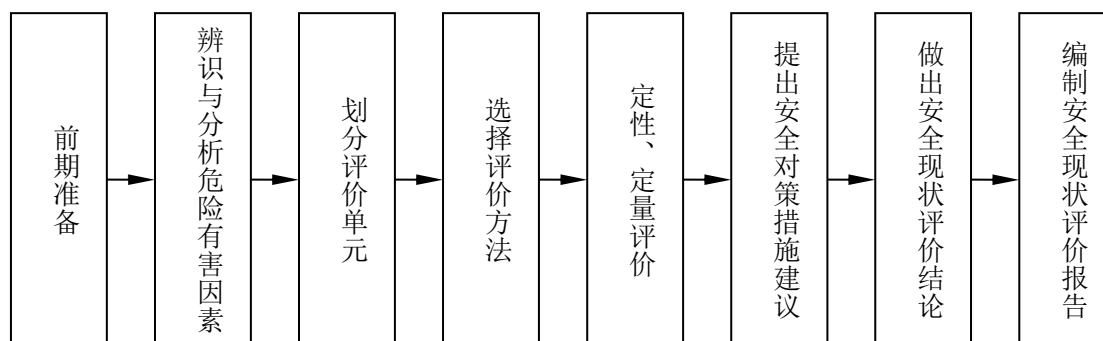 前期准备
辨识与分析危险有害因素
划分评价单元
选择评价方法
定性、定量评价
提出安全对策措施建议
做出安全现状评价结论
编制安全现状评价报告